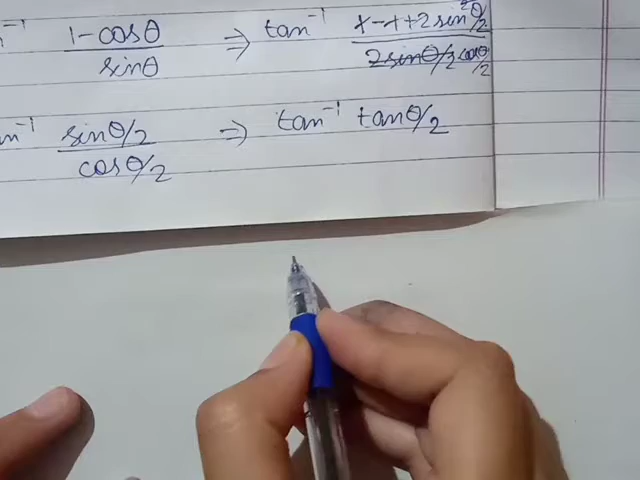 n⁻¹ 1-cosθ / sinθ ⇒ tan⁻¹ x-x+2sin²θ/2 / 2sinθ/2 cosθ/2
an⁻¹ sinθ/2 / cosθ/2 ⇒ tan⁻¹ tanθ/2